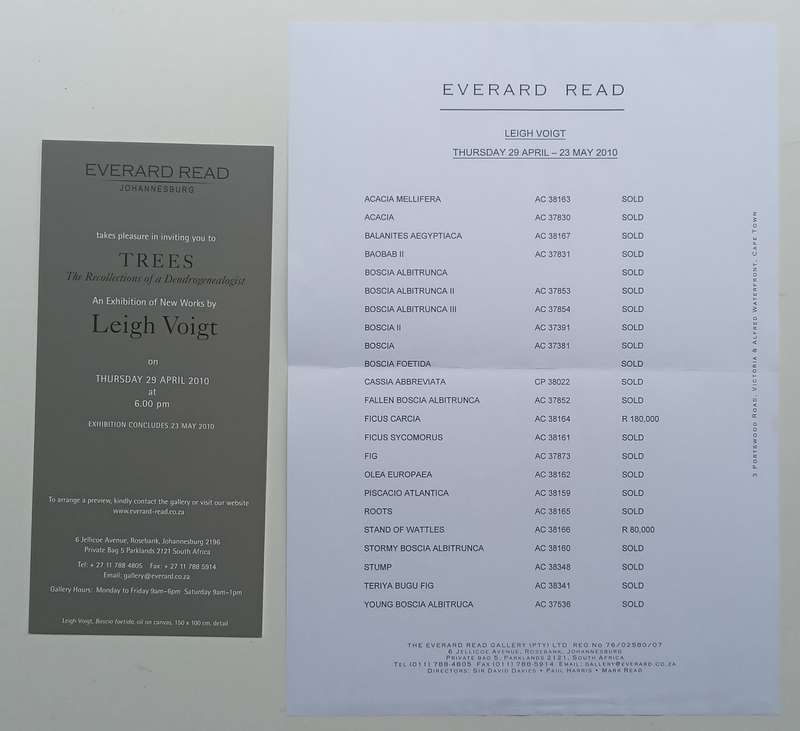 EVERARD READ
JOHANNESBURG
takes pleasure in inviting you to
TREES
The Recollections of a Dendrogenealogist
An Exhibition of New Works by
Leigh Voigt
on
THURSDAY 29 APRIL 2010
at
6.00 pm
EXHIBITION CONCLUDES 23 MAY 2010
To arrange a preview, kindly contact the gallery or visit our website
www.everard-read.co.za
6 Jellicoe Avenue, Rosebank, Johannesburg 2196
Private Bag 5 Parklands 2121 South Africa
Tel: + 27 11 788 4805 Fax: + 27 11 788 5914
Email: gallery@everard.co.za
Gallery Hours: Monday to Friday 9am–6pm Saturday 9am–1pm
Leigh Voigt, Boscia foetida, oil on canvas, 150 x 100 cm, detail
EVERARD READ
LEIGH VOIGT
THURSDAY 29 APRIL – 23 MAY 2010
ACACIA MELLIFERA AC 38163 SOLD
ACACIA AC 37830 SOLD
BALANITES AEGYPTIACA AC 38167 SOLD
BAOBAB II AC 37831 SOLD
BOSCIA ALBITRUNCA SOLD
BOSCIA ALBITRUNCA II AC 37853 SOLD
BOSCIA ALBITRUNCA III AC 37854 SOLD
BOSCIA II AC 37391 SOLD
BOSCIA AC 37381 SOLD
BOSCIA FOETIDA SOLD
CASSIA ABBREVIATA CP 38022 SOLD
FALLEN BOSCIA ALBITRUNCA AC 37852 SOLD
FICUS CARCIA AC 38164 R 180,000
FICUS SYCOMORUS AC 38161 SOLD
FIG AC 37873 SOLD
OLEA EUROPAEA AC 38162 SOLD
PISCACIO ATLANTICA AC 38159 SOLD
ROOTS AC 38165 SOLD
STAND OF WATTLES AC 38166 R 80,000
STORMY BOSCIA ALBITRUNCA AC 38160 SOLD
STUMP AC 38348 SOLD
TERIYA BUGU FIG AC 38341 SOLD
YOUNG BOSCIA ALBITRUCA AC 37536 SOLD
THE EVERARD READ GALLERY (PTY) LTD REG No 76/02580/07
6 JELLICOE AVENUE, ROSEBANK, JOHANNESBURG
PRIVATE BAG 5, PARKLANDS 2121, SOUTH AFRICA
TEL (011) 788-4805 FAX (011) 788-5914 EMAIL: GALLERY@EVERARD.CO.ZA
DIRECTORS: SIR DAVID DAVIES • PAUL HARRIS • MARK READ
3 PORTSWOOD ROAD, VICTORIA & ALFRED WATERFRONT, CAPE TOWN